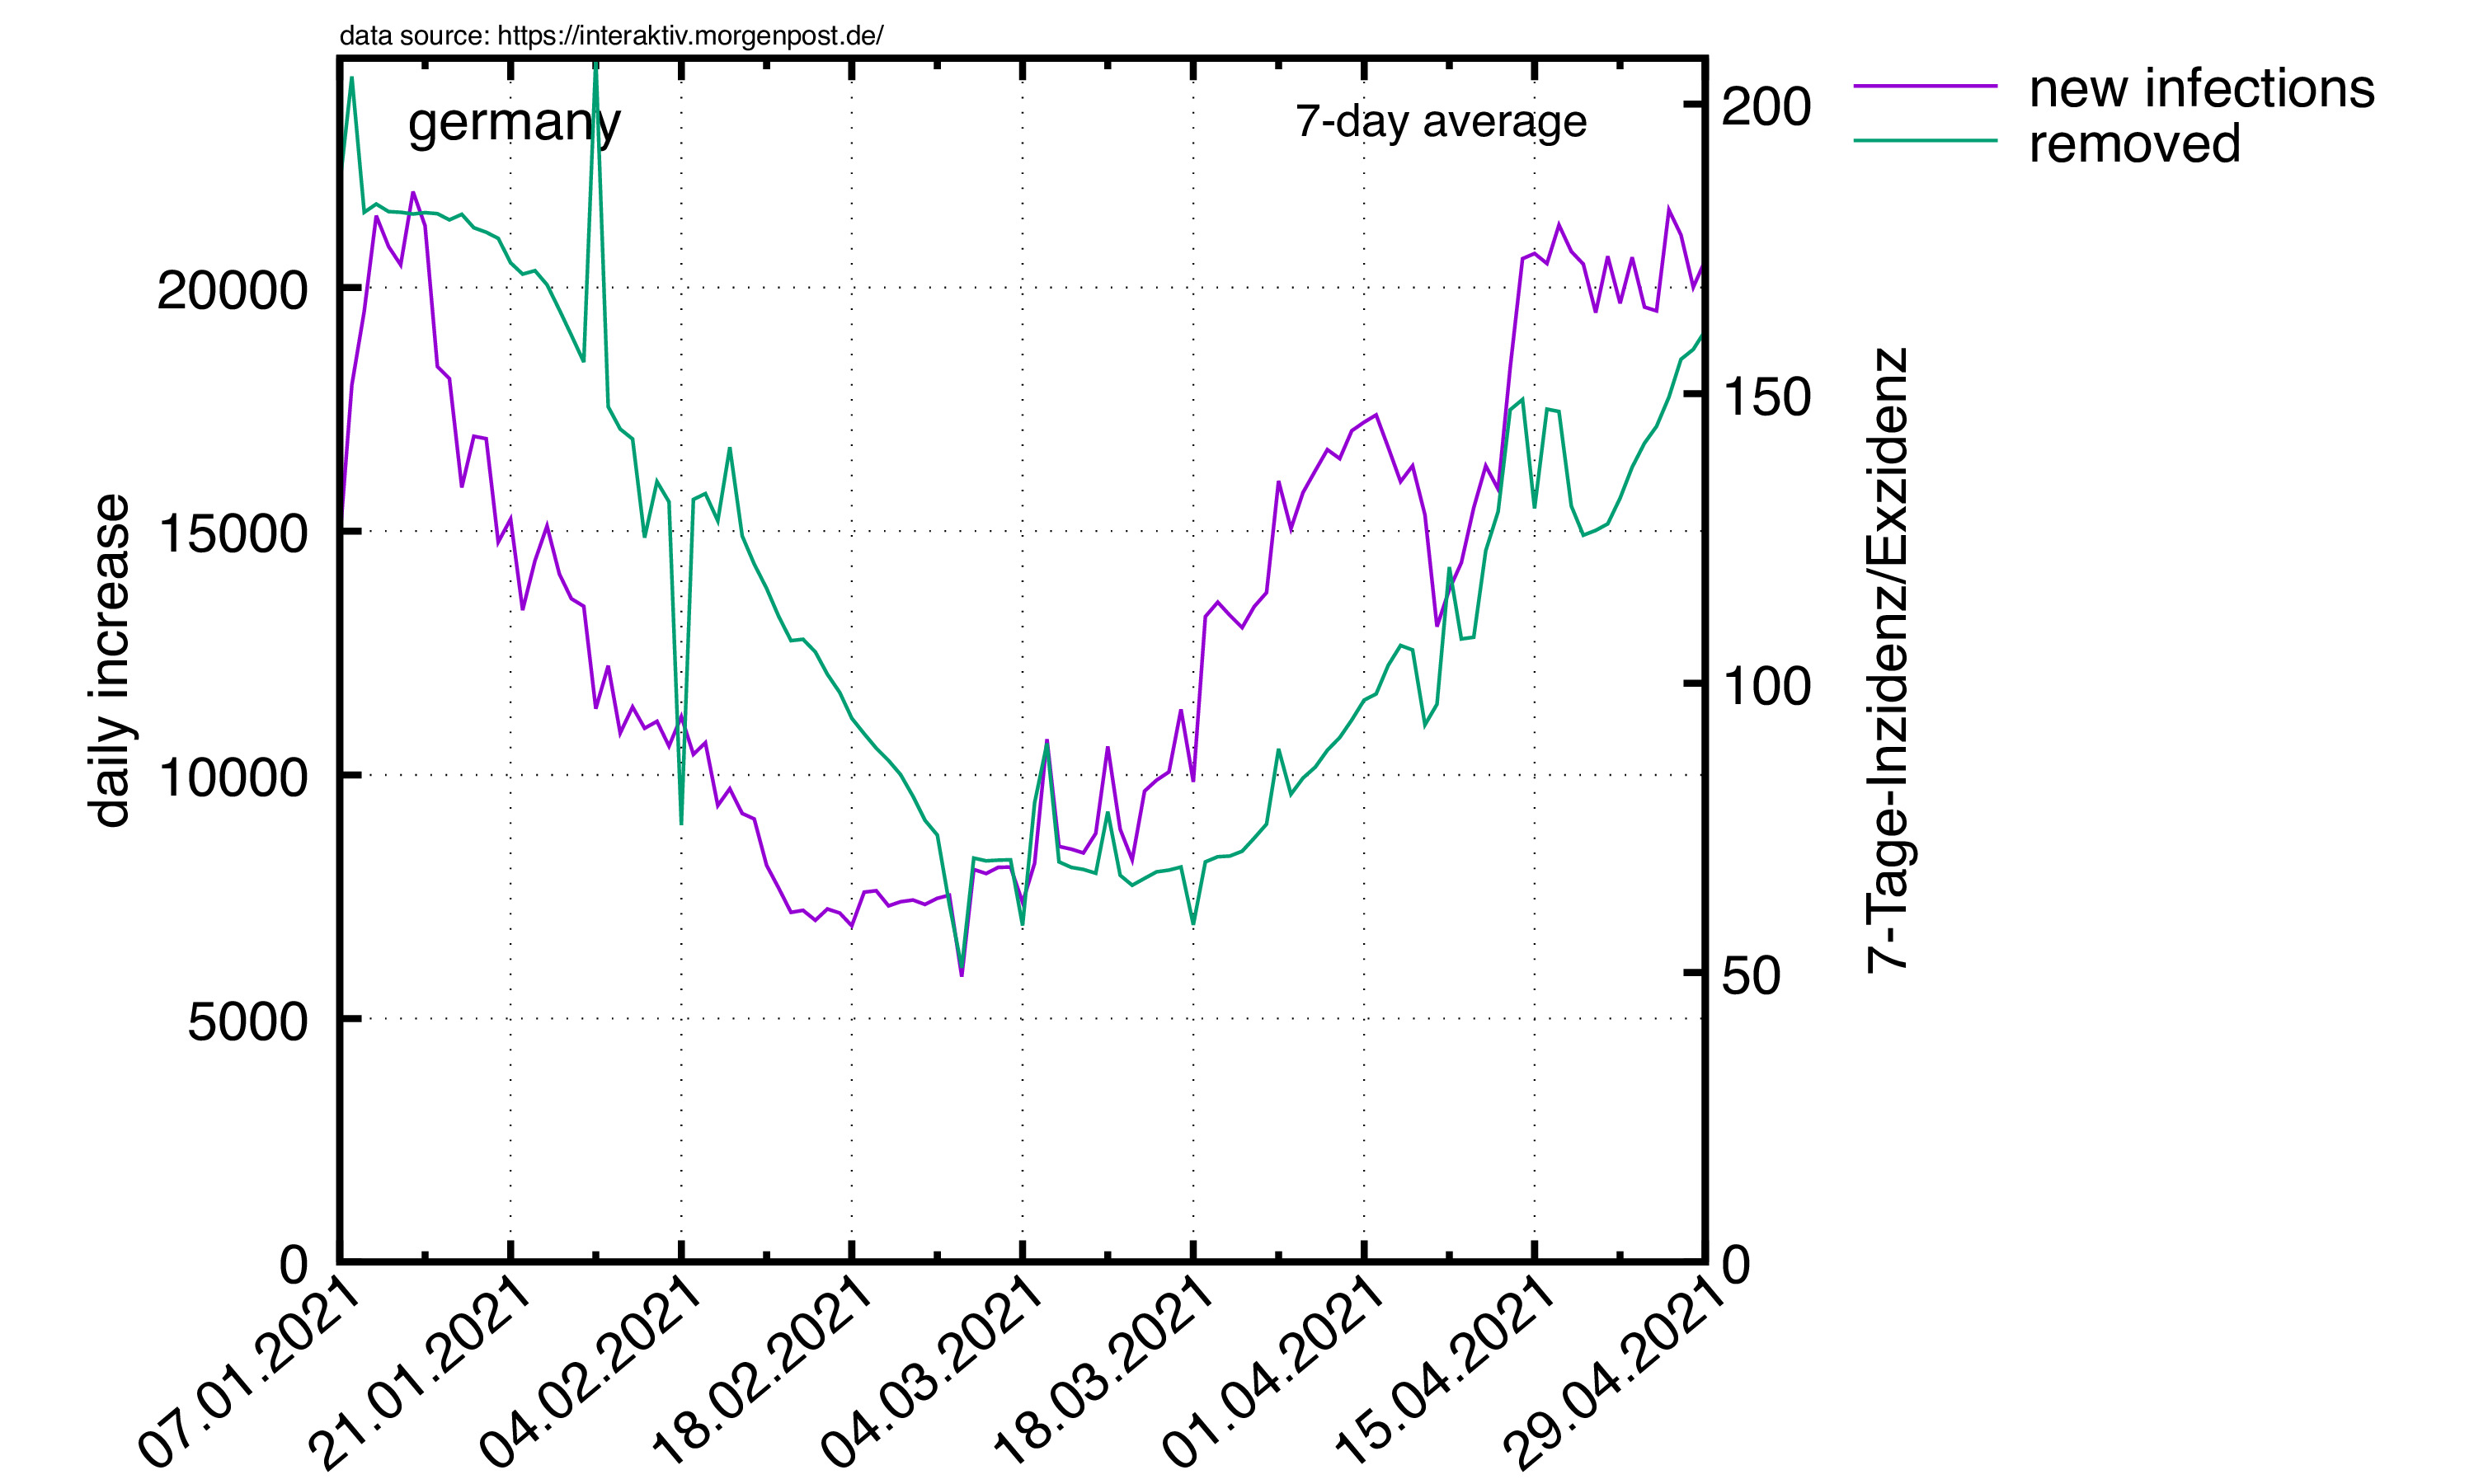 data source: https://interaktiv.morgenpost.de/
germany
7-day average
new infections
removed
daily increase
20000
15000
10000
5000
0
200
150
100
50
0
7-Tage-Inzidenz/Exzidenz
07.01.2021
21.01.2021
04.02.2021
18.02.2021
04.03.2021
18.03.2021
01.04.2021
15.04.2021
29.04.2021